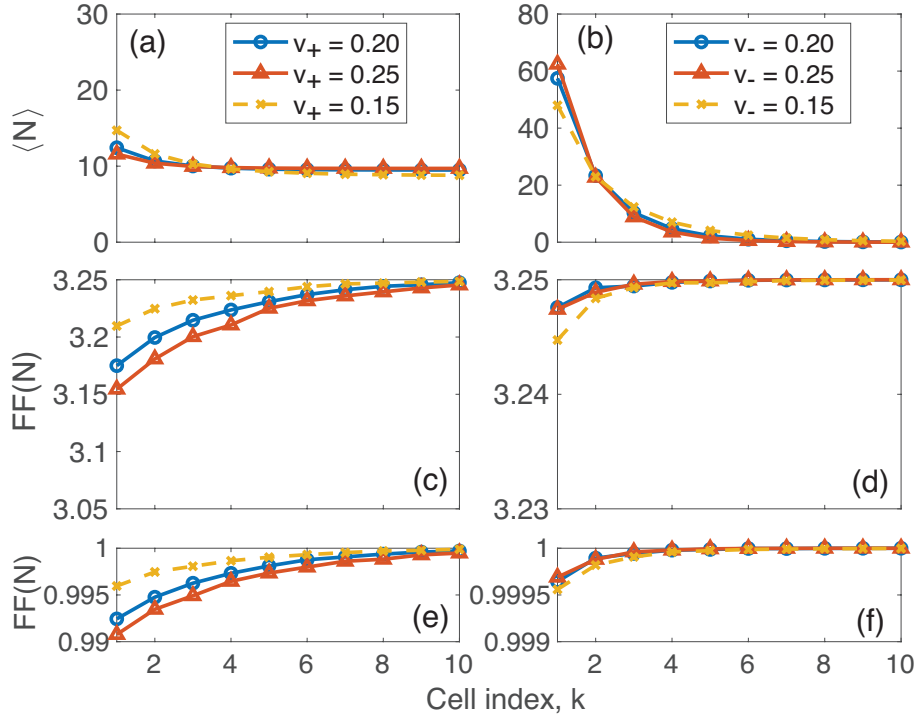 30
20
10
0
⟨N⟩
(a)
v+ = 0.20
v+ = 0.25
v+ = 0.15
80
60
40
20
0
(b)
v- = 0.20
v- = 0.25
v- = 0.15
3.25
3.2
3.15
3.1
3.05
FF(N)
(c)
3.25
3.24
3.23
(d)
1
0.995
0.99
FF(N)
(e)
2 4 6 8 10
1
0.9995
0.999
(f)
2 4 6 8 10
Cell index, k